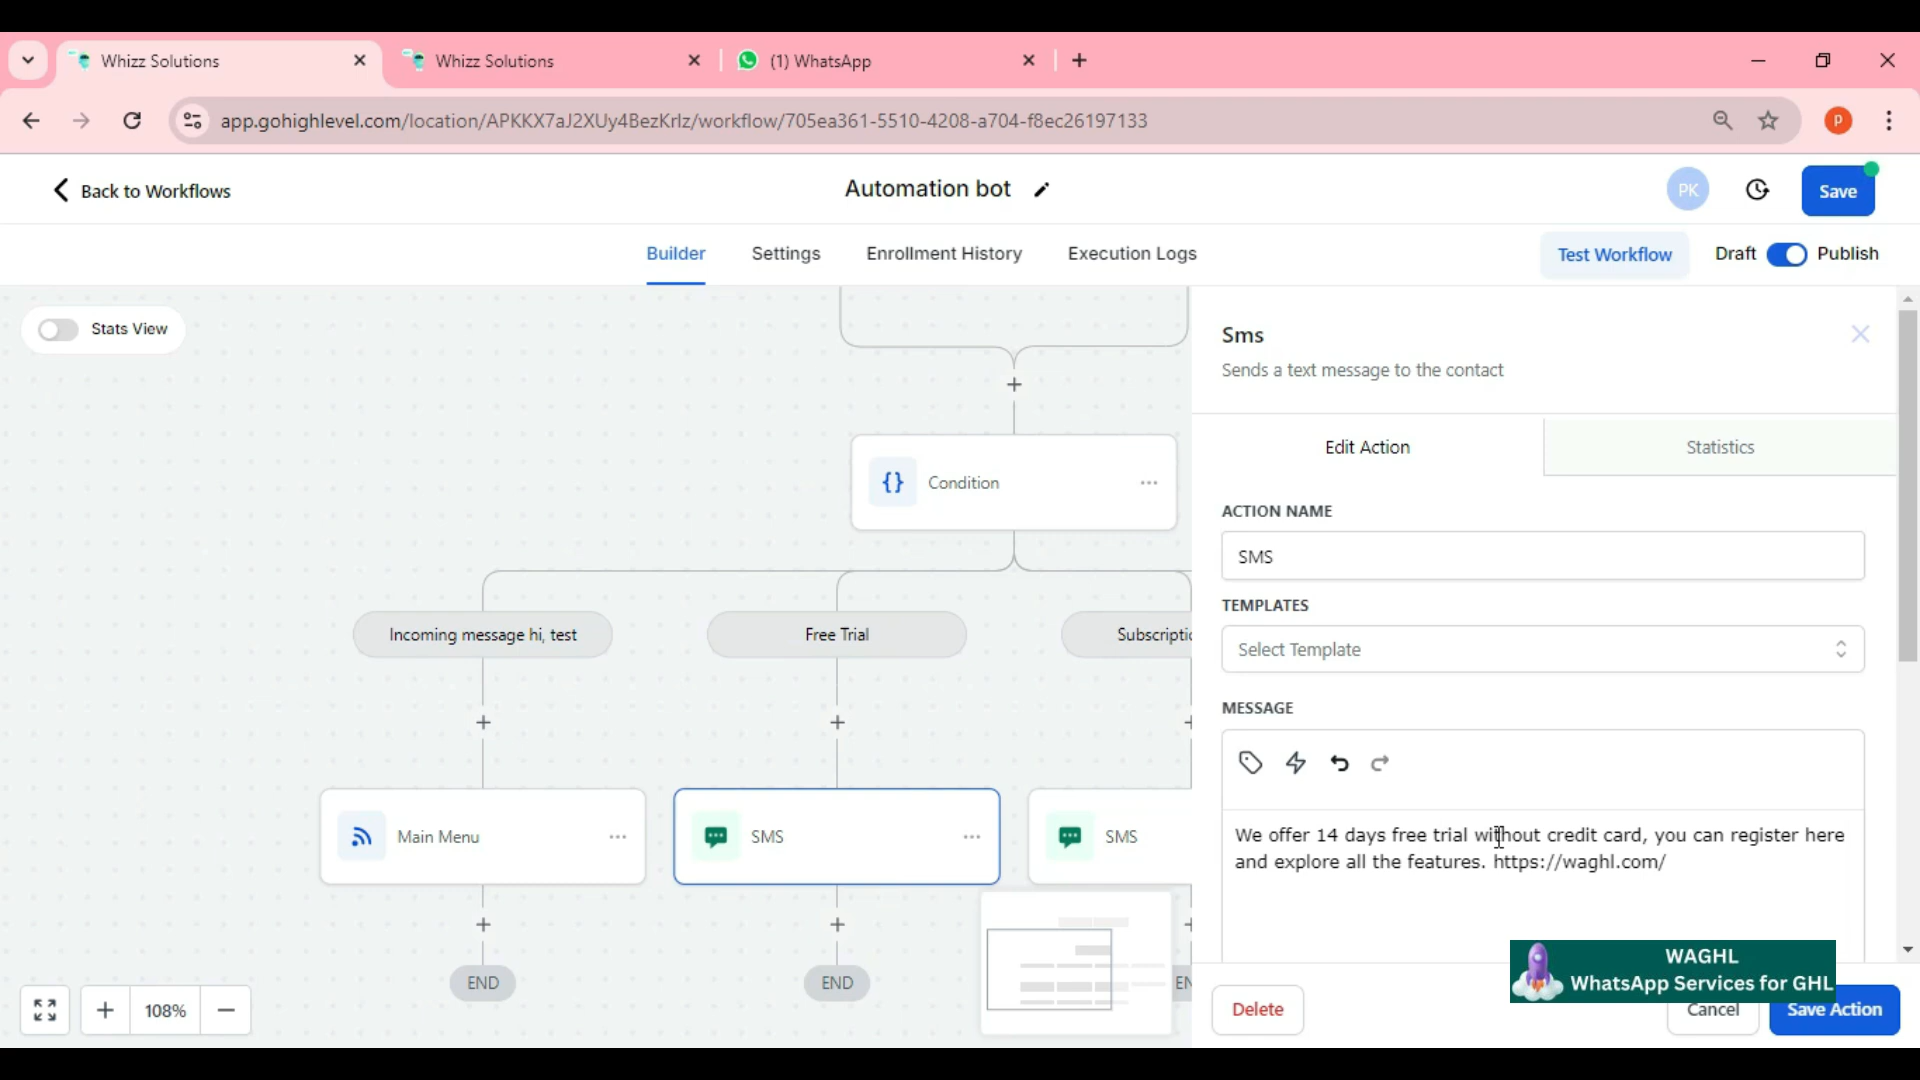 Whizz Solutions
Whizz Solutions
(1) WhatsApp
app.gohighlevel.com/location/APKKX7aJ2XUy4BezKrlz/workflow/705ea361-5510-4208-a704-f8ec26197133
P
Back to Workflows
Automation bot
PK
Save
Builder
Settings
Enrollment History
Execution Logs
Test Workflow
Draft
Publish
Stats View
Condition
Incoming message hi, test
Free Trial
Subscriptio
Main Menu
SMS
SMS
END
END
EN
108%
Sms
Sends a text message to the contact
Edit Action
Statistics
ACTION NAME
SMS
TEMPLATES
Select Template
MESSAGE
We offer 14 days free trial without credit card, you can register here
and explore all the features. https://waghl.com/
WAGHL
WhatsApp Services for GHL
Delete
Cancel
Save Action